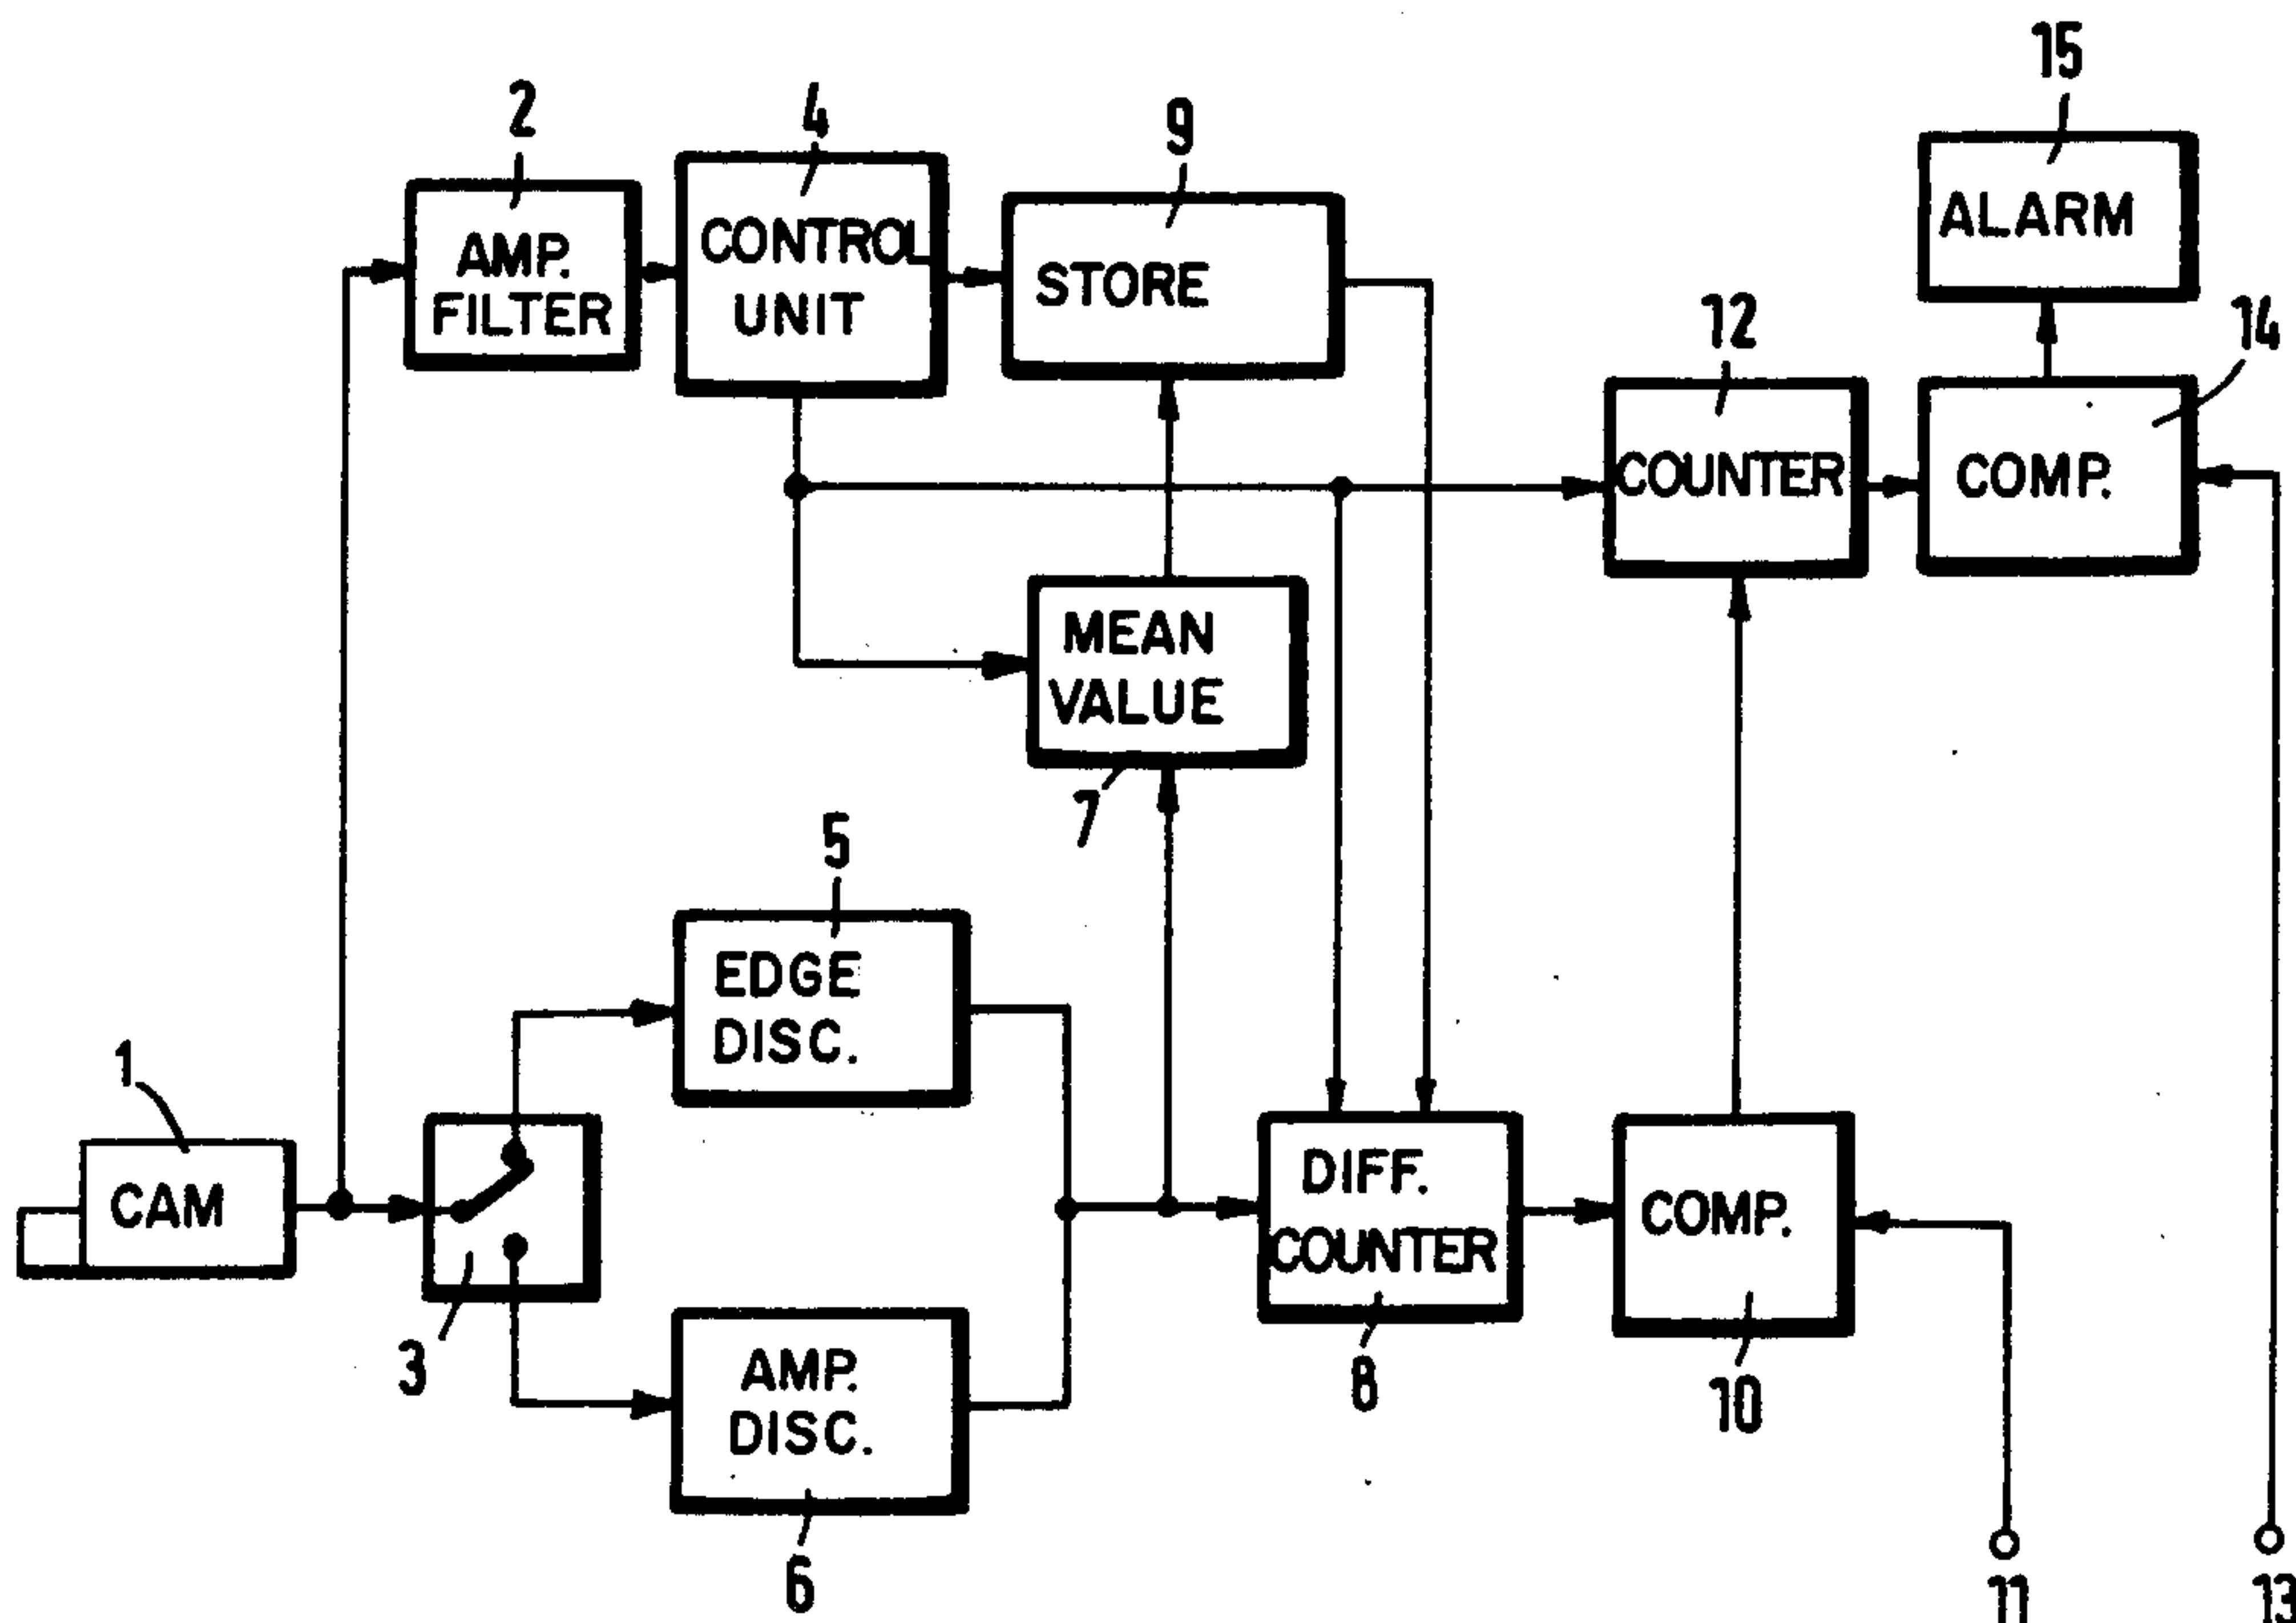 15
2
4
9
AMP.
FILTER
CONTROL
UNIT
STORE
ALARM
12
14
COUNTER
COMP.
MEAN
VALUE
7
5
EDGE
DISC.
1
CAM
3
DIFF.
COUNTER
COMP.
8
10
AMP.
DISC.
6
11
13